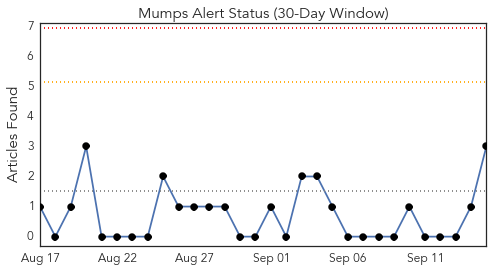 Mumps Alert Status (30-Day Window)
Articles Found
7
6
5
4
3
2
1
0
Aug 17 Aug 22 Aug 27 Sep 01 Sep 06 Sep 11